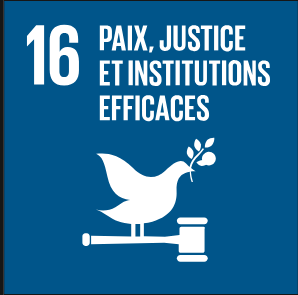 16 PAIX, JUSTICE
ET INSTITUTIONS
EFFICACES